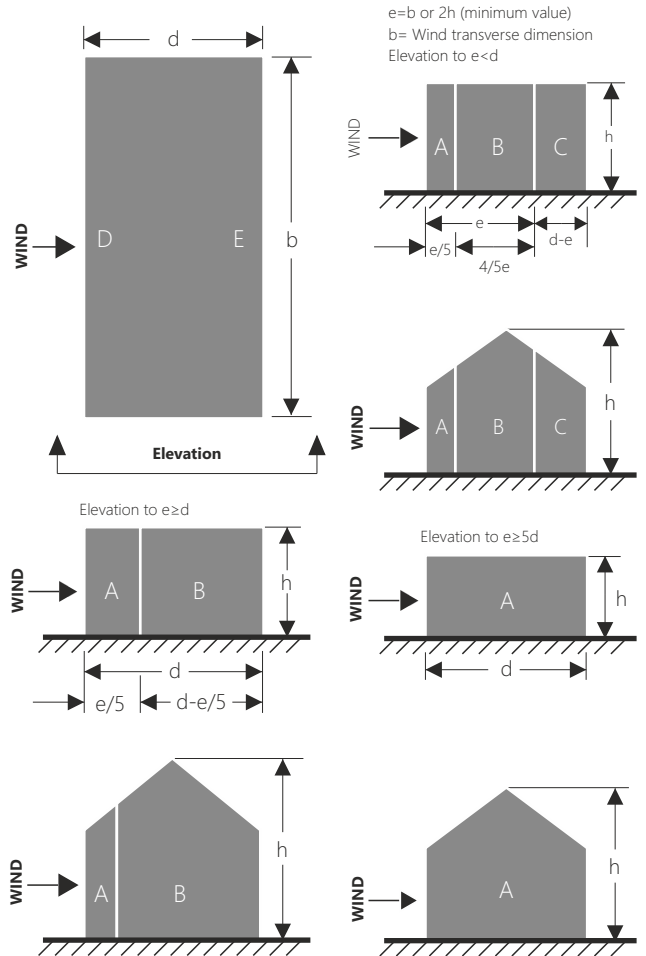 e=b or 2h (minimum value)
b= Wind transverse dimension
Elevation to e<d
d
WIND
D
E
b
Elevation
WIND
A
B
C
h
e
d-e
e/5
4/5e
WIND
A
B
C
h
Elevation to e≥d
WIND
A
B
h
d
e/5
d-e/5
Elevation to e≥5d
WIND
A
h
d
WIND
A
B
h
WIND
A
h